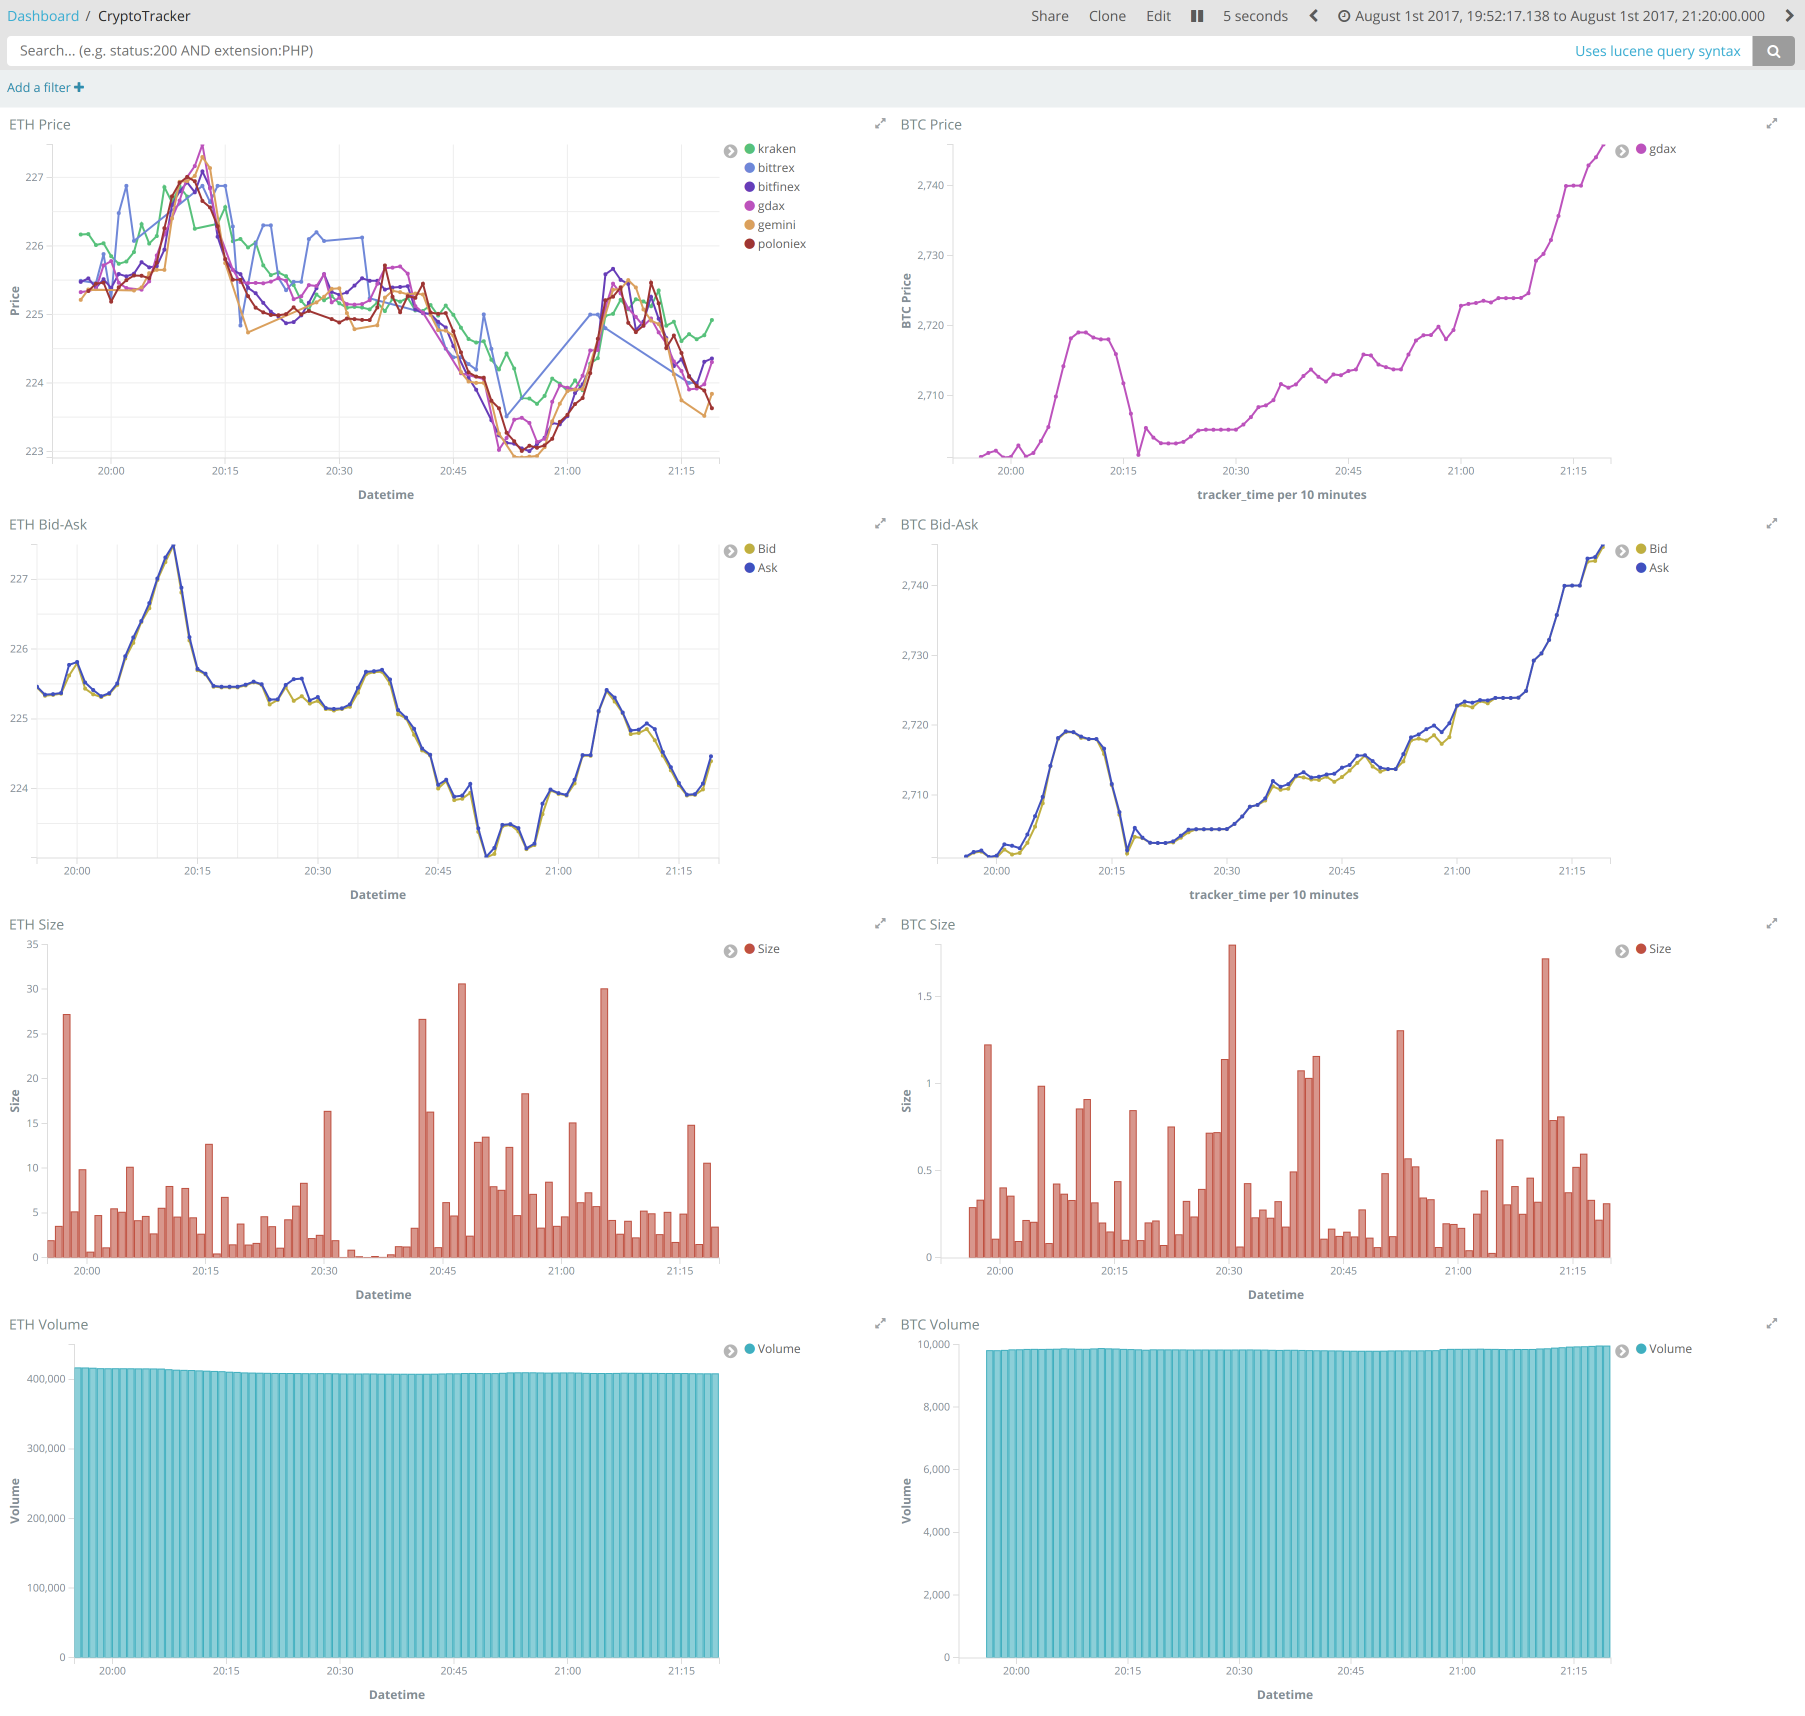 Dashboard / CryptoTracker
Share Clone Edit 5 seconds August 1st 2017, 19:52:17.138 to August 1st 2017, 21:20:00.000
Search... (e.g. status:200 AND extension:PHP) Uses lucene query syntax
Add a filter
ETH Price
227
226
225
224
223
Price
20:00 20:15 20:30 20:45 21:00 21:15
Datetime
kraken
bittrex
bitfinex
gdax
gemini
poloniex
BTC Price
2,740
2,730
2,720
2,710
BTC Price
20:00 20:15 20:30 20:45 21:00 21:15
tracker_time per 10 minutes
gdax
ETH Bid-Ask
227
226
225
224
20:00 20:15 20:30 20:45 21:00 21:15
Datetime
Bid
Ask
BTC Bid-Ask
2,740
2,730
2,720
2,710
20:00 20:15 20:30 20:45 21:00 21:15
tracker_time per 10 minutes
Bid
Ask
ETH Size
35
30
25
20
15
10
5
0
Size
20:00 20:15 20:30 20:45 21:00 21:15
Datetime
Size
BTC Size
1.5
1
0.5
0
Size
20:00 20:15 20:30 20:45 21:00 21:15
Datetime
Size
ETH Volume
400,000
300,000
200,000
100,000
0
Volume
20:00 20:15 20:30 20:45 21:00 21:15
Datetime
Volume
BTC Volume
10,000
8,000
6,000
4,000
2,000
0
Volume
20:00 20:15 20:30 20:45 21:00 21:15
Datetime
Volume